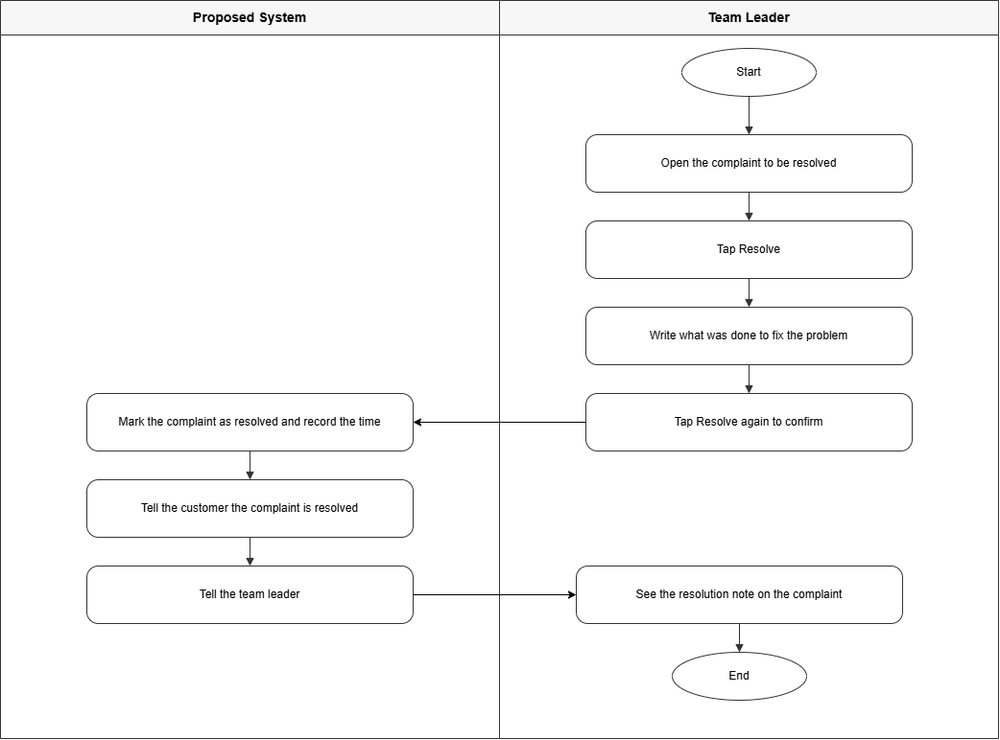 Proposed System
Team Leader
Start
Open the complaint to be resolved
Tap Resolve
Write what was done to fix the problem
Tap Resolve again to confirm
Mark the complaint as resolved and record the time
Tell the customer the complaint is resolved
Tell the team leader
See the resolution note on the complaint
End